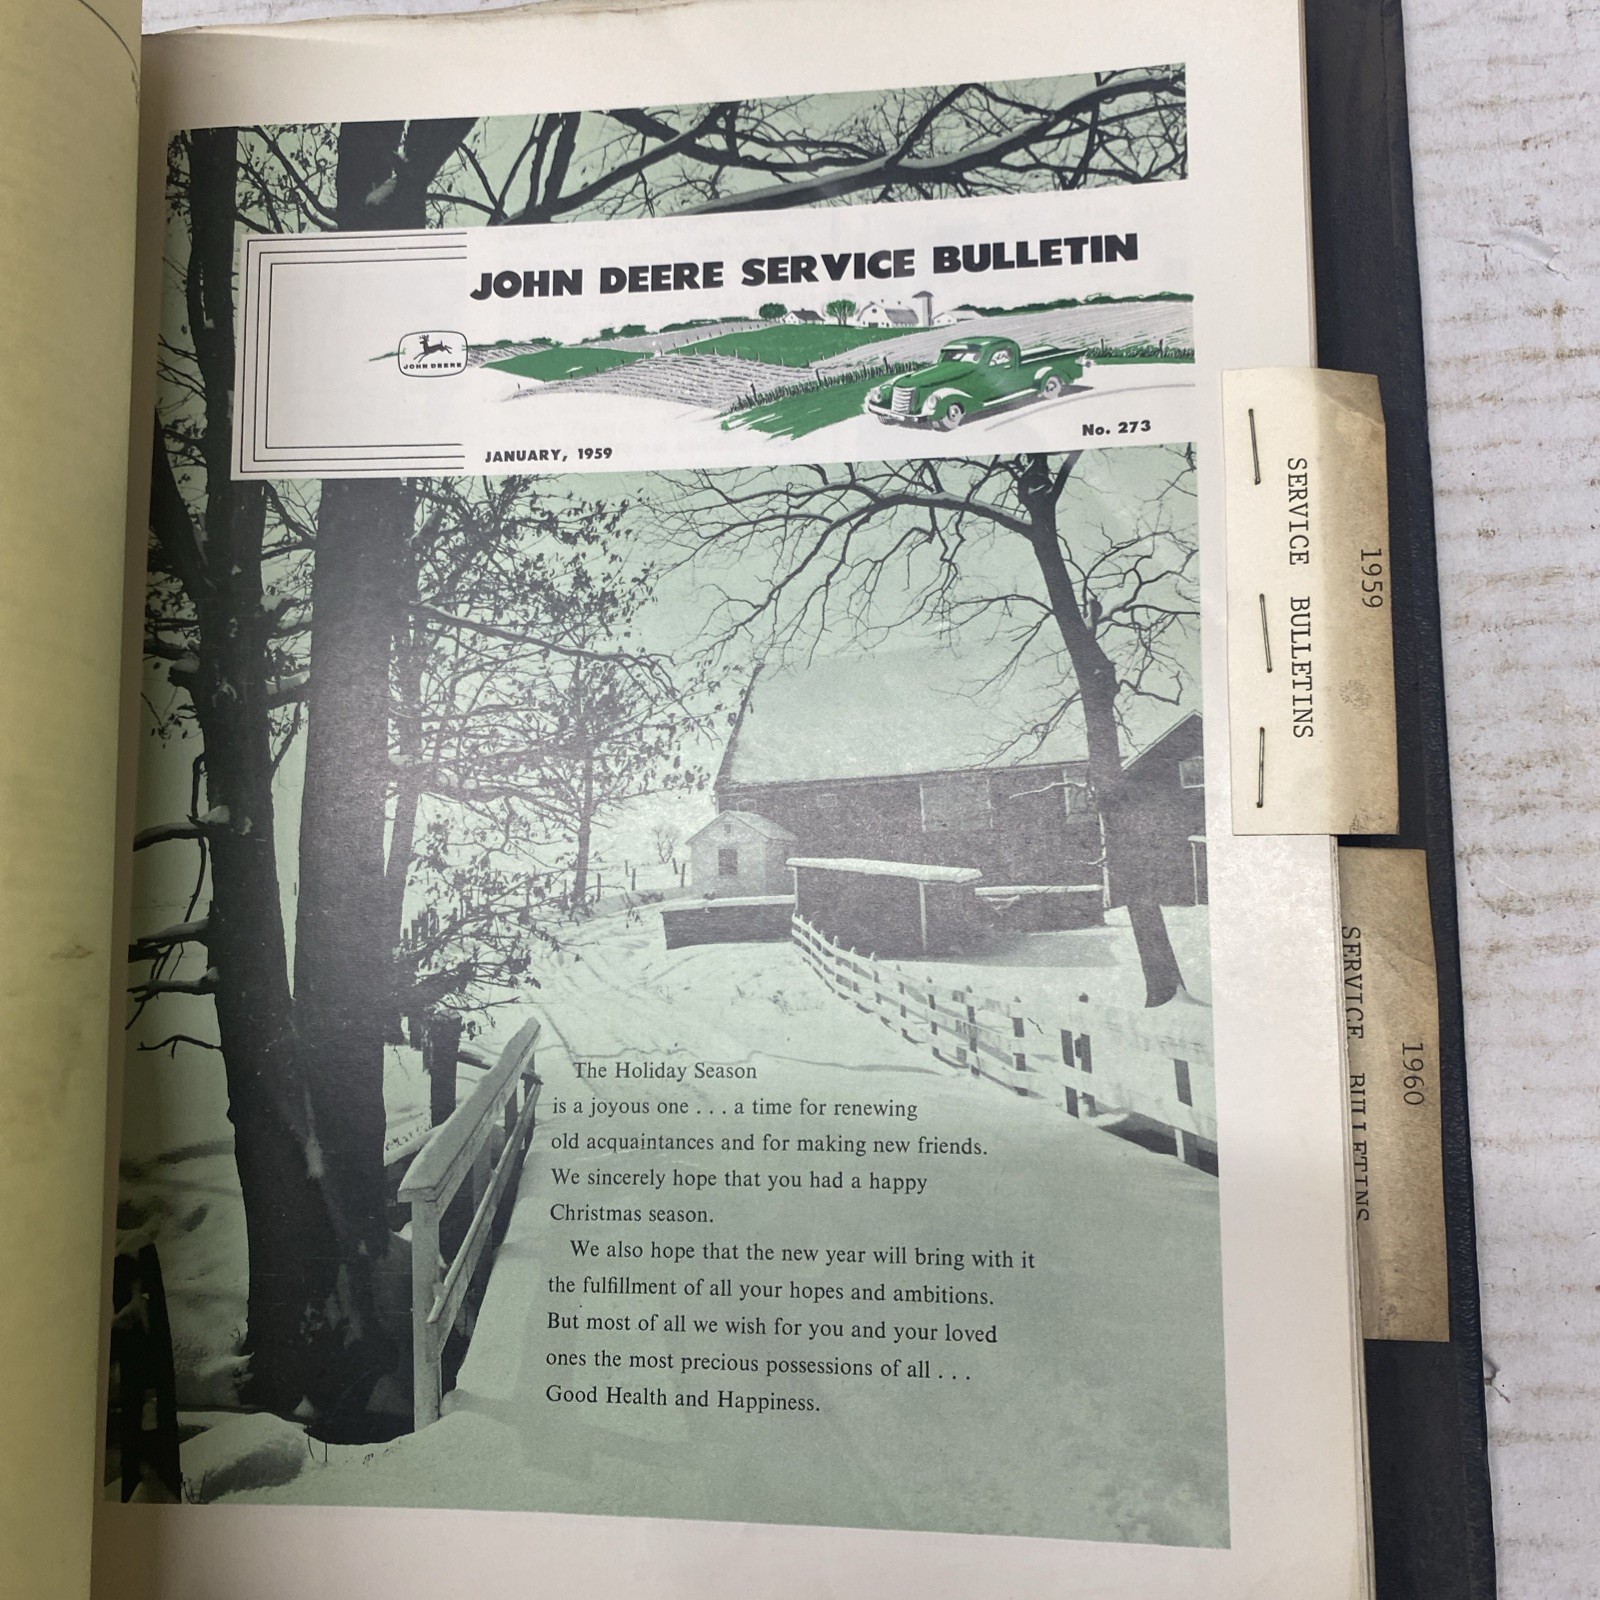 JOHN DEERE SERVICE BULLETIN
JOHN DEERE
No. 273
JANUARY, 1959
The Holiday Season
is a joyous one . . . a time for renewing
old acquaintances and for making new friends.
We sincerely hope that you had a happy
Christmas season.
We also hope that the new year will bring with it
the fulfillment of all your hopes and ambitions.
But most of all we wish for you and your loved
ones the most precious possessions of all . . .
Good Health and Happiness.
1959
SERVICE BULLETINS
1960
SERVICE BULLETINS